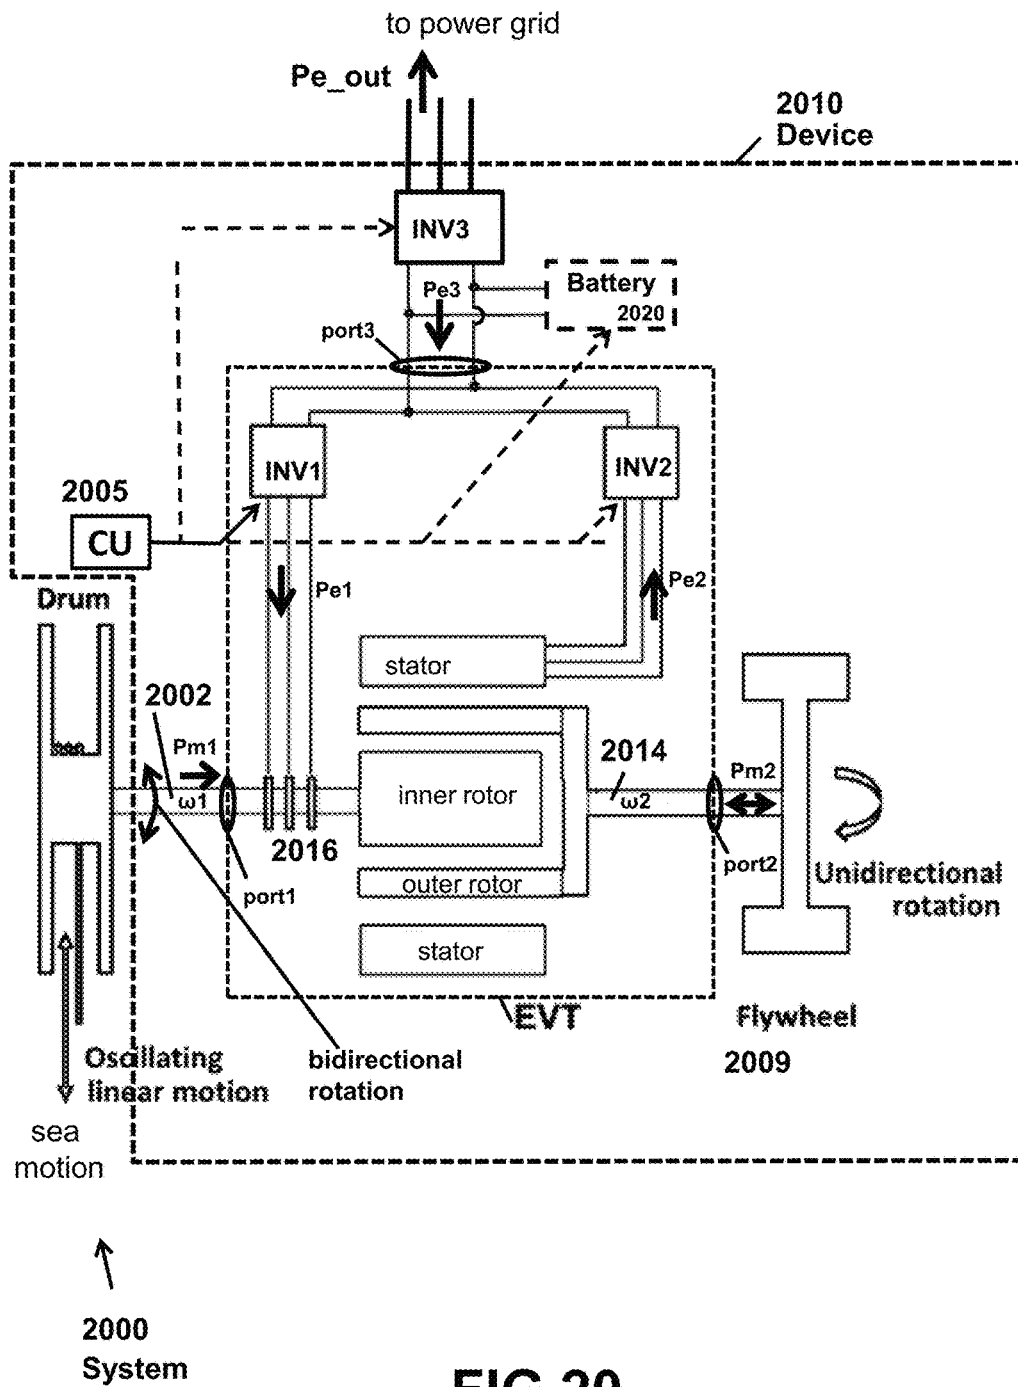 to power grid
Pe_out
2010
Device
INV3
Battery
2020
Pe3
port3
INV1
INV2
2005
CU
Pe1
Pe2
Drum
stator
2002
2014
Pm1
Pm2
ω1
inner rotor
ω2
2016
port1
outer rotor
port2
Unidirectional
rotation
stator
EVT
Flywheel
2009
Oscillating
linear motion
bidirectional
rotation
sea
motion
2000
System
FIG 20